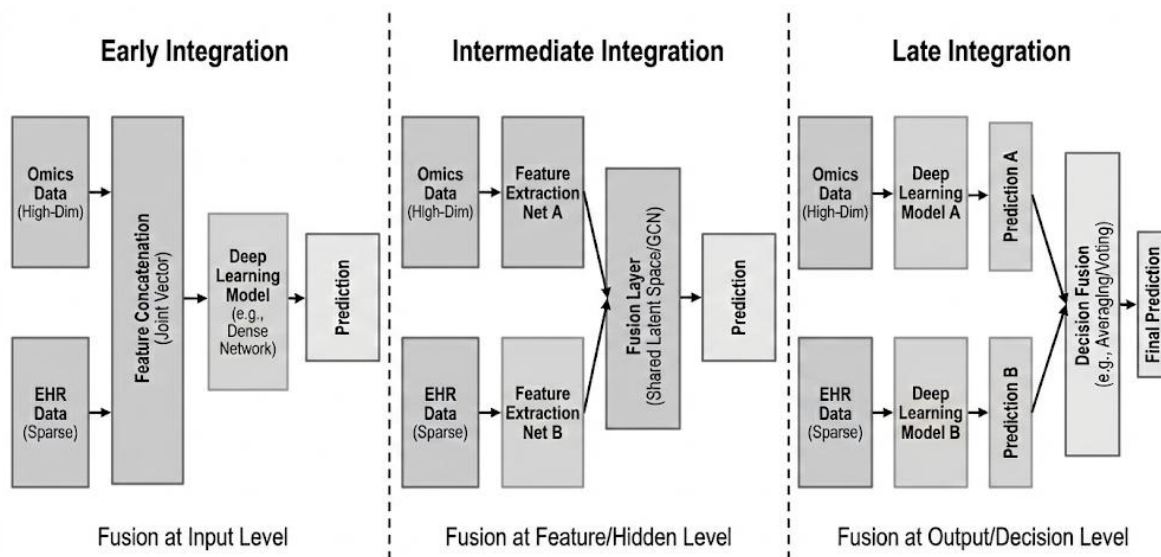 Early Integration
Omics
Data
(High-Dim)
EHR
Data
(Sparse)
Feature Concatenation
(Joint Vector)
Deep
Learning
Model
(e.g.,
Dense
Network)
Prediction
Fusion at Input Level
Intermediate Integration
Omics
Data
(High-Dim)
Feature
Extraction
Net A
EHR
Data
(Sparse)
Feature
Extraction
Net B
Fusion Layer
(Shared Latent Space/GCN)
Prediction
Fusion at Feature/Hidden Level
Late Integration
Omics
Data
(High-Dim)
Deep
Learning
Model A
Prediction A
EHR
Data
(Sparse)
Deep
Learning
Model B
Prediction B
Decision Fusion
(e.g., Averaging/Voting)
Final Prediction
Fusion at Output/Decision Level